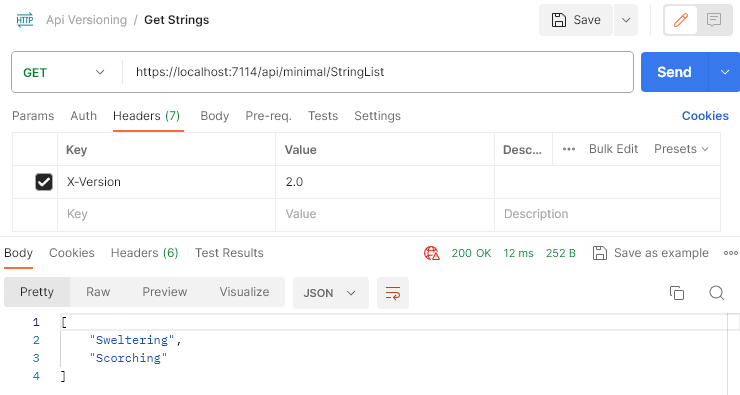 HTTP Api Versioning / Get Strings Save
GET https://localhost:7114/api/minimal/StringList Send
Params Auth Headers (7) Body Pre-req. Tests Settings Cookies
Key Value Desc... ••• Bulk Edit Presets
X-Version 2.0
Key Value Description
Body Cookies Headers (6) Test Results 200 OK 12 ms 252 B Save as example •••
Pretty Raw Preview Visualize JSON
1 [
2 "Sweltering",
3 "Scorching"
4 ]